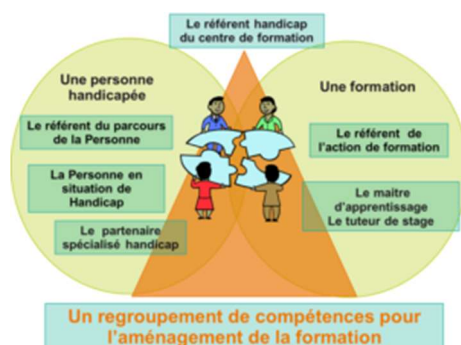 Le référent handicap
du centre de formation
Une personne
handicapée
Le référent du parcours
de la Personne
La Personne en
situation de
Handicap
Le partenaire
spécialisé handicap
Une formation
Le référent de
l'action de formation
Le maitre
d'apprentissage
Le tuteur de stage
Un regroupement de compétences pour
l'aménagement de la formation